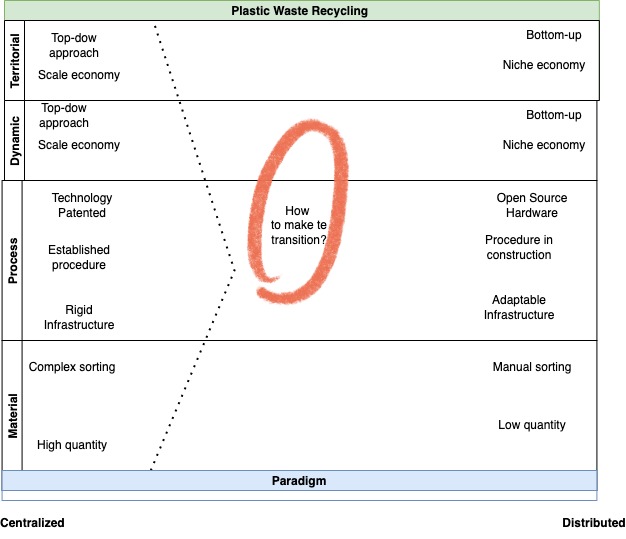 Plastic Waste Recycling
Territorial
Top-dow
approach
Scale economy
Bottom-up
Niche economy
Dynamic
Top-dow
approach
Scale economy
Bottom-up
Niche economy
Process
Technology
Patented
Established
procedure
Rigid
Infrastructure
How
to make te
transition?
Open Source
Hardware
Procedure in
construction
Adaptable
Infrastructure
Material
Complex sorting
High quantity
Manual sorting
Low quantity
Paradigm
Centralized
Distributed